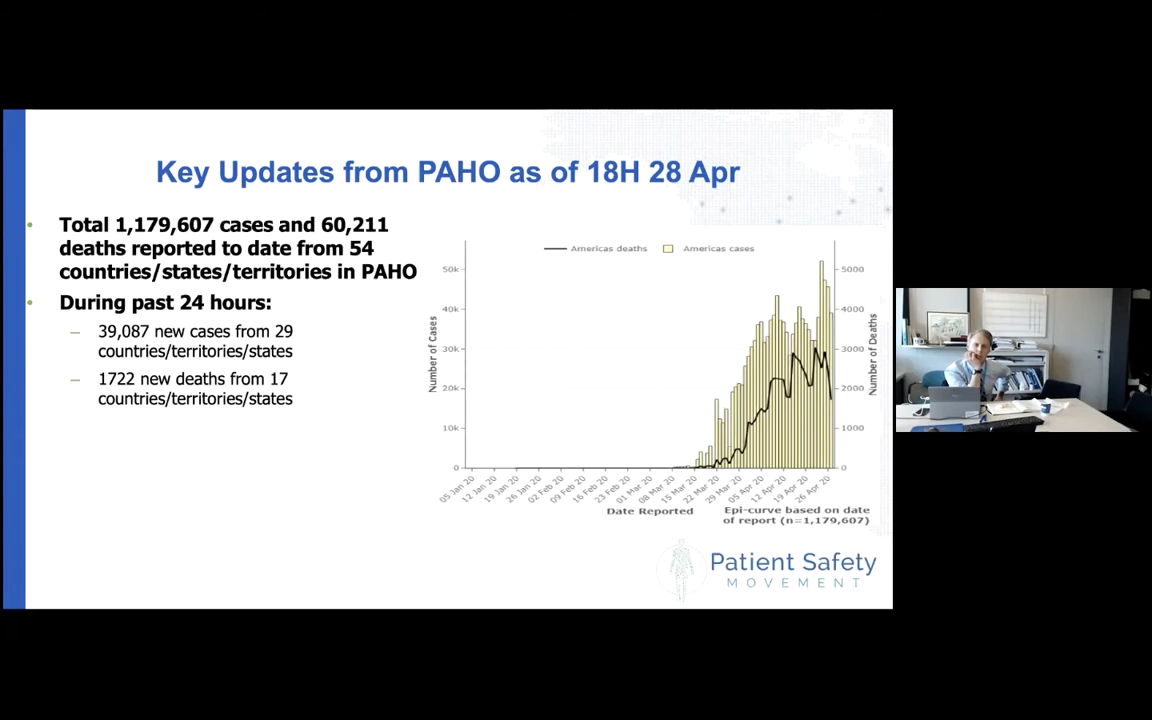 Key Updates from PAHO as of 18H 28 Apr
• Total 1,179,607 cases and 60,211
deaths reported to date from 54
countries/states/territories in PAHO
• During past 24 hours:
– 39,087 new cases from 29
countries/territories/states
– 1722 new deaths from 17
countries/territories/states
Americas deaths Americas cases
50k 5000
40k 4000
30k 3000
20k 2000
10k 1000
0 0
Number of Cases
Number of Deaths
05 Jan 20 12 Jan 20 19 Jan 20 26 Jan 20 02 Feb 20 09 Feb 20 16 Feb 20 23 Feb 20 01 Mar 20 08 Mar 20 15 Mar 20 22 Mar 20 29 Mar 20 05 Apr 20 12 Apr 20 19 Apr 20 26 Apr 20
Date Reported
Epi-curve based on date
of report (n=1,179,607)
Patient Safety
MOVEMENT